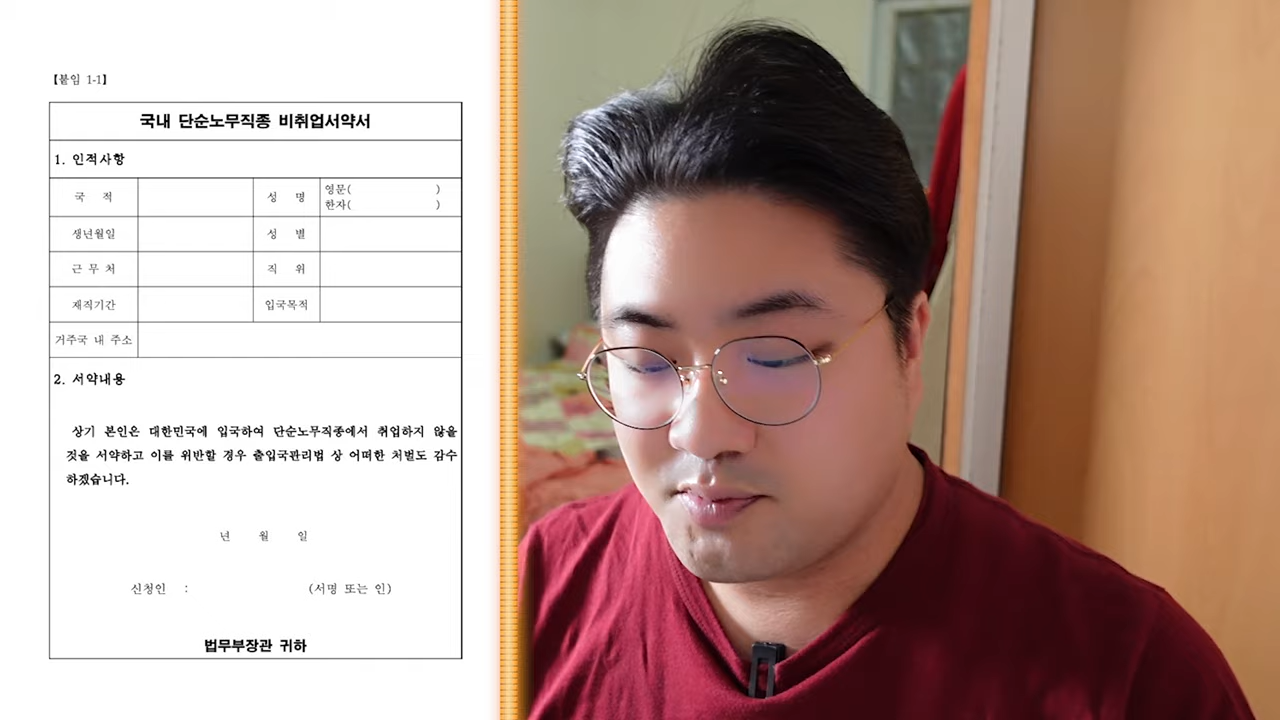 【붙임 1-1】
국내 단순노무직종 비취업서약서
1. 인적사항
국 적
성 명
영문( )
한자( )
생년월일
성 별
근 무 처
직 위
재직기간
입국목적
거주국 내 주소
2. 서약내용
상기 본인은 대한민국에 입국하여 단순노무직종에서 취업하지 않을
것을 서약하고 이를 위반할 경우 출입국관리법 상 어떠한 처벌도 감수
하겠습니다.
년 월 일
신청인 : (서명 또는 인)
법무부장관 귀하